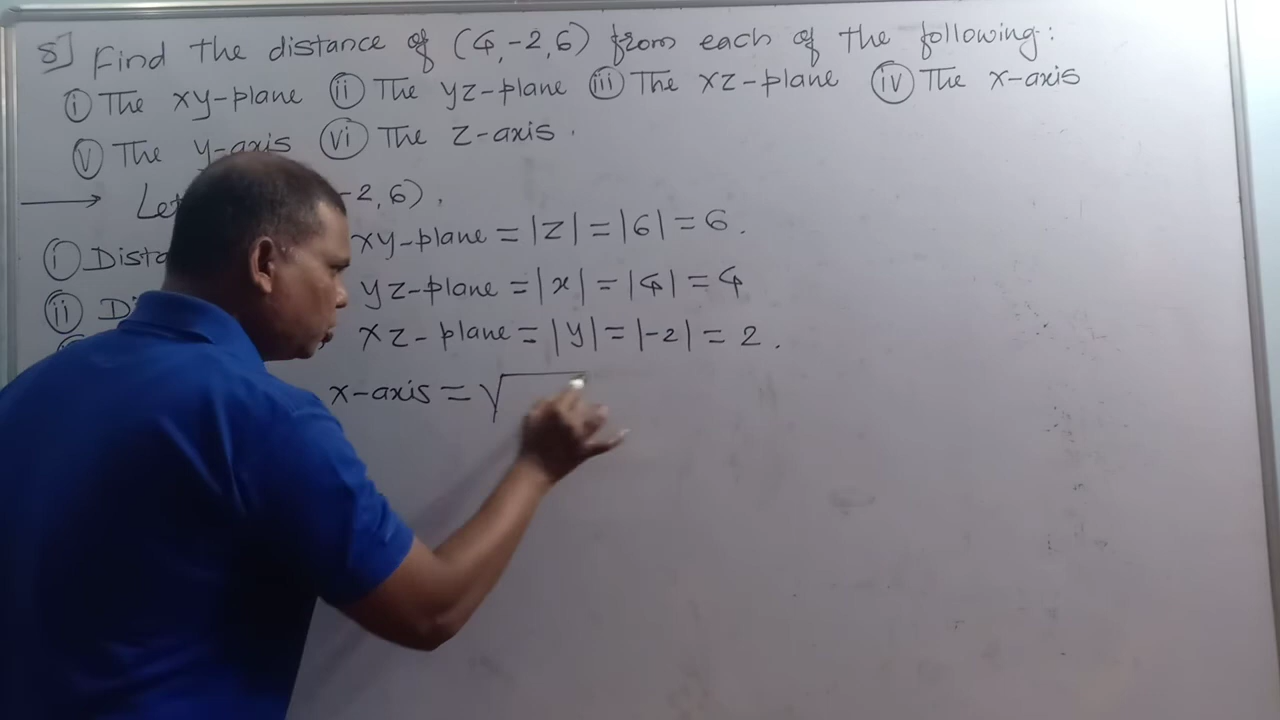 8] Find the distance of (4,-2,6) from each of the following:
(i) The xy-plane (ii) The yz-plane (iii) The xz-plane (iv) The x-axis
(v) The y-axis (vi) The z-axis.
→ Let -2,6).
(i) Dista xy-plane = |z| = |6| = 6.
(ii) Di yz-plane = |x| = |4| = 4
xz-plane = |y| = |-2| = 2.
x-axis = √